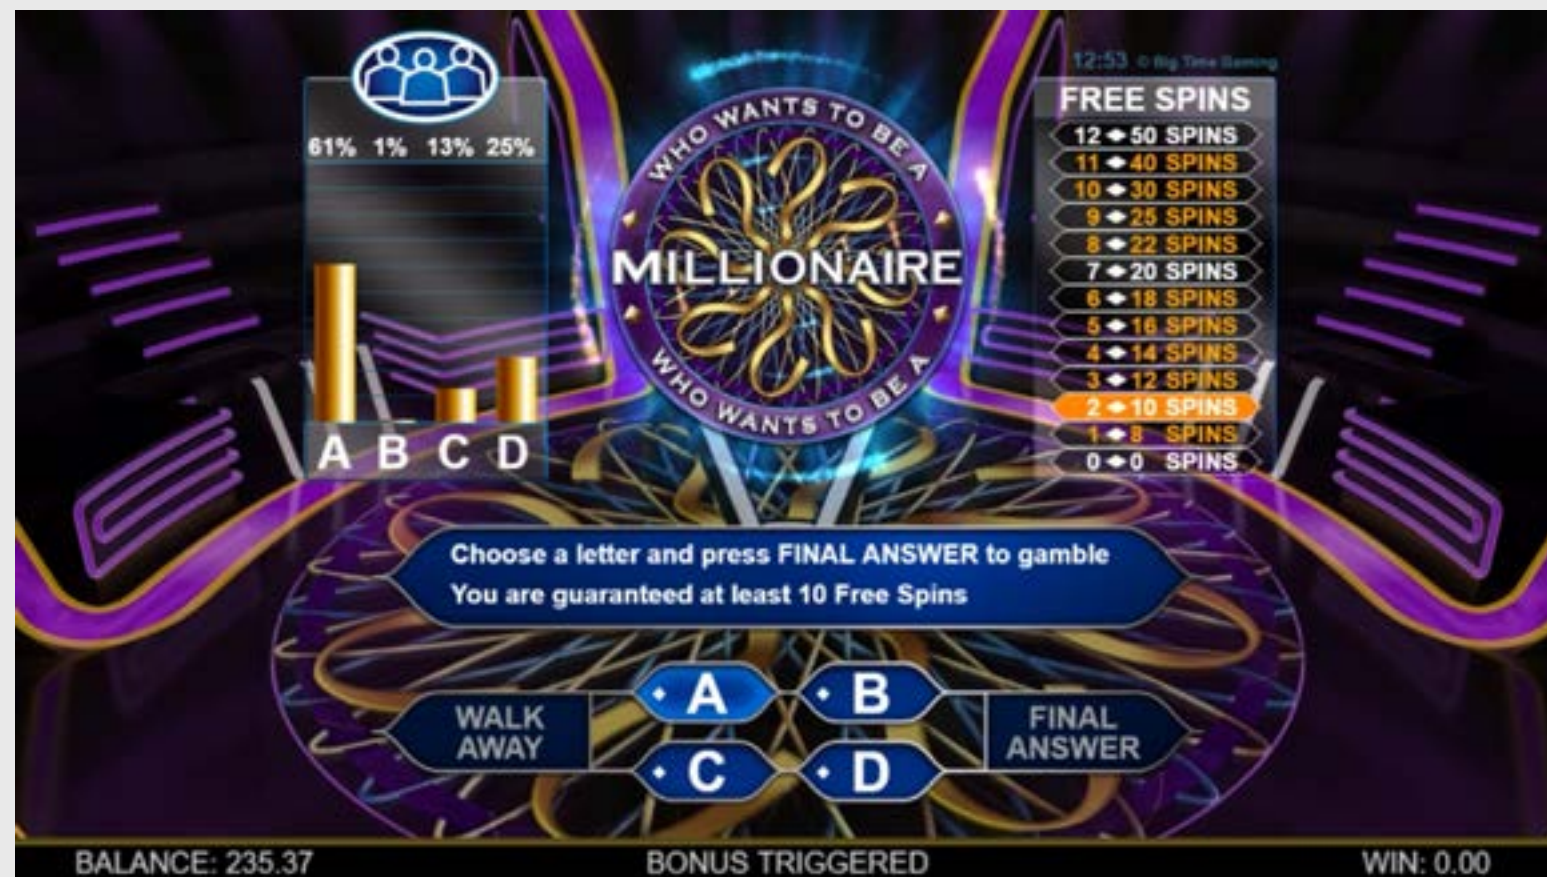 12:53 © Big Time Gaming
61% 1% 13% 25%
A B C D
WHO WANTS TO BE A
MILLIONAIRE
WHO WANTS TO BE A
FREE SPINS
12 50 SPINS
11 40 SPINS
10 30 SPINS
9 25 SPINS
8 22 SPINS
7 20 SPINS
6 18 SPINS
5 16 SPINS
4 14 SPINS
3 12 SPINS
2 10 SPINS
1 8 SPINS
0 0 SPINS
Choose a letter and press FINAL ANSWER to gamble
You are guaranteed at least 10 Free Spins
WALK
AWAY
A
B
C
D
FINAL
ANSWER
BALANCE: 235.37
BONUS TRIGGERED
WIN: 0.00